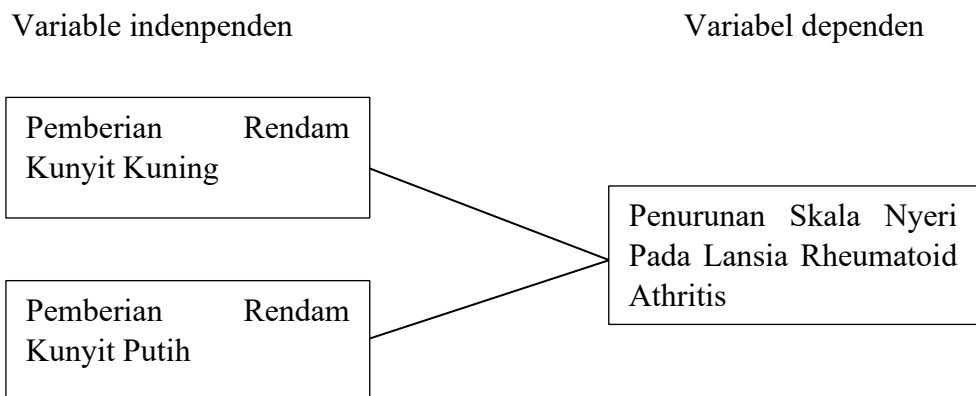 Variable indenpenden
Variabel dependen
Pemberian Rendam
Kunyit Kuning
Penurunan Skala Nyeri
Pada Lansia Rheumatoid
Athritis
Pemberian Rendam
Kunyit Putih